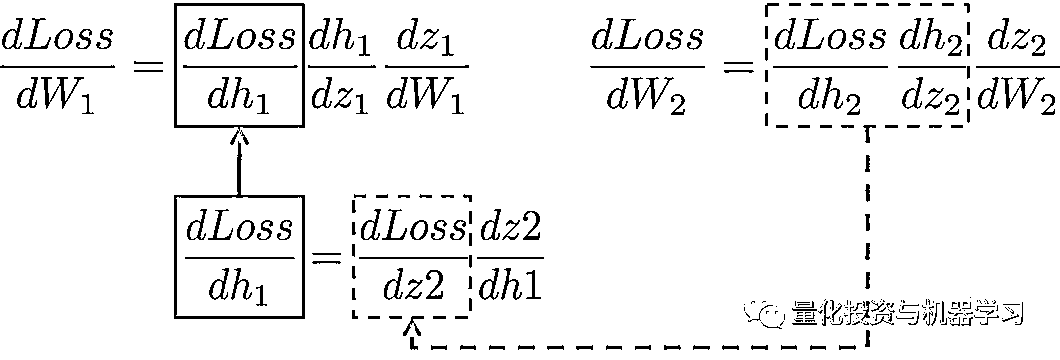 dLoss/dW₁ = dLoss/dh₁ dh₁/dz₁ dz₁/dW₁
dLoss/dW₂ = dLoss/dh₂ dh₂/dz₂ dz₂/dW₂
dLoss/dh₁ = dLoss/dz2 dz2/dh1
量化投资与机器学习